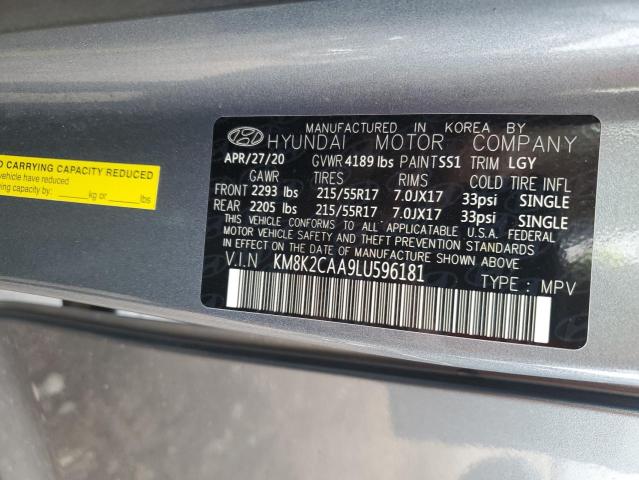 MANUFACTURED IN KOREA BY
HYUNDAI MOTOR COMPANY
APR/27/20 GVWR 4189 lbs PAINT SS1 TRIM LGY
GAWR TIRES RIMS COLD TIRE INFL
FRONT 2293 lbs 215/55R17 7.0JX17 33psi SINGLE
REAR 2205 lbs 215/55R17 7.0JX17 33psi SINGLE
THIS VEHICLE CONFORMS TO ALL APPLICABLE U.S.A. FEDERAL
MOTOR VEHICLE SAFETY AND THEFT PREVENTION STANDARDS
IN EFFECT ON THE DATE OF MANUFACTURE SHOWN ABOVE.
V.I.N KM8K2CAA9LU596181
TYPE : MPV
CARRYING CAPACITY REDUCED
vehicle have reduced
capacity by: ______ kg or ______ lbs